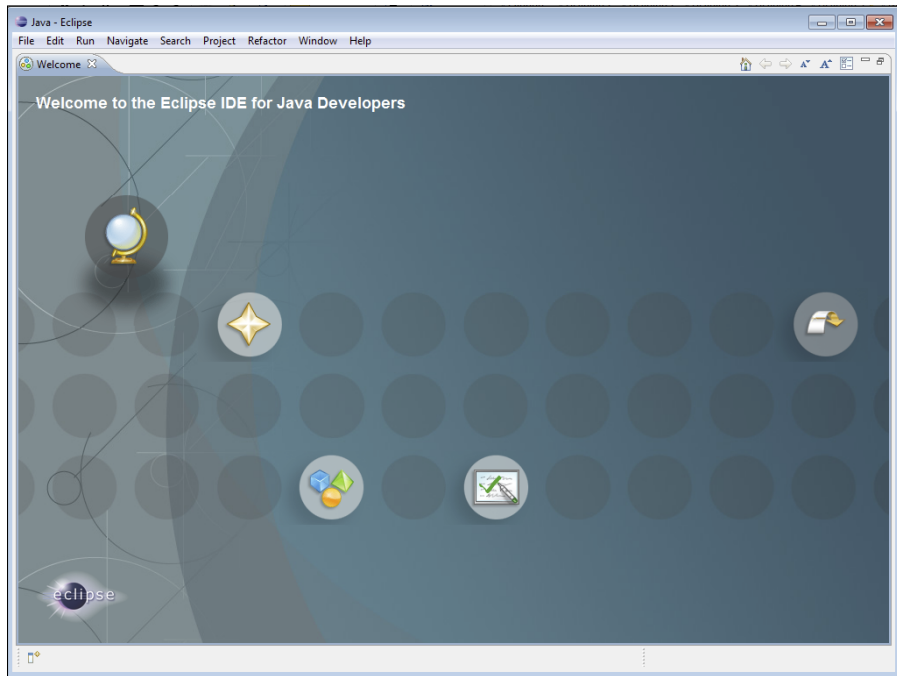 Java - Eclipse
File Edit Run Navigate Search Project Refactor Window Help
Welcome
Welcome to the Eclipse IDE for Java Developers
eclipse